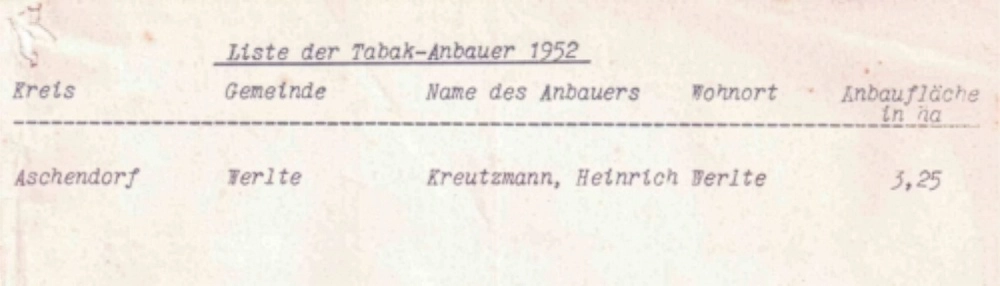 Liste der Tabak-Anbauer 1952
Kreis Gemeinde Name des Anbauers Wohnort Anbaufläche
in ha
Aschendorf Werlte Kreutzmann, Heinrich Werlte 3,25